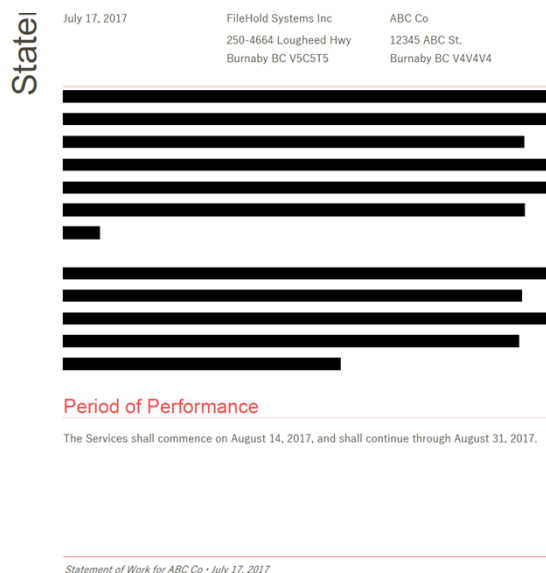 State
July 17, 2017
FileHold Systems Inc
250-4664 Lougheed Hwy
Burnaby BC V5C5T5
ABC Co
12345 ABC St.
Burnaby BC V4V4V4
Period of Performance
The Services shall commence on August 14, 2017, and shall continue through August 31, 2017.
Statement of Work for ABC Co • July 17, 2017